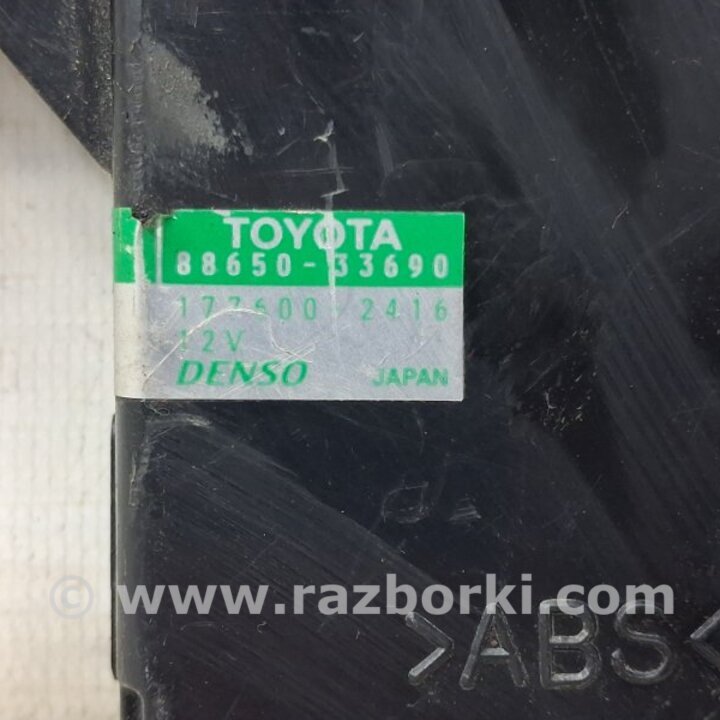 TOYOTA
88650-33690
177600-2416
12V
DENSO JAPAN
© www.razborki.com
>ABS<